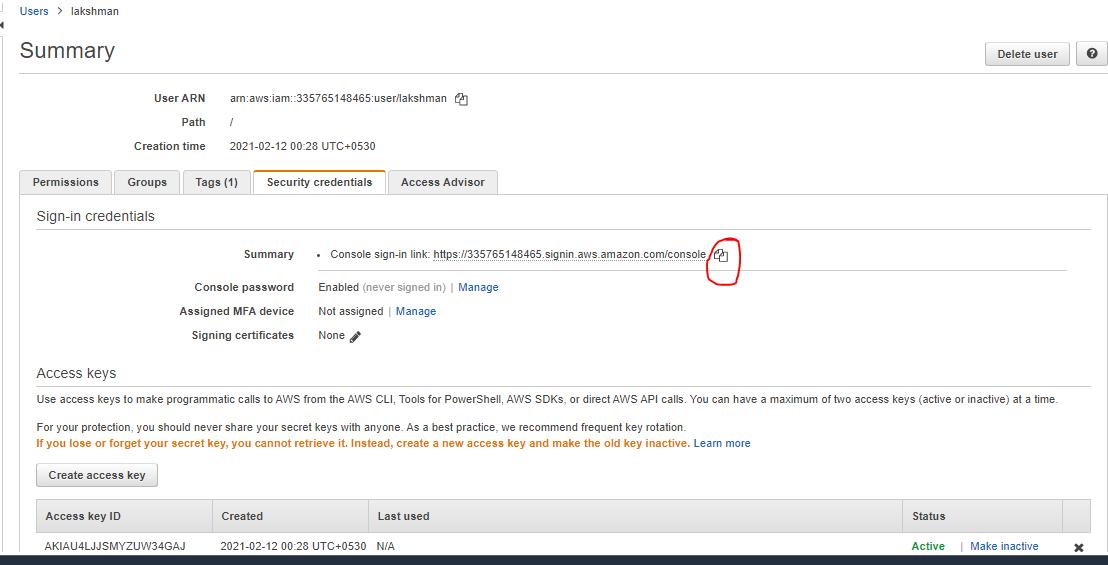 Users > lakshman
Summary
Delete user
User ARN arn:aws:iam::335765148465:user/lakshman
Path /
Creation time 2021-02-12 00:28 UTC+0530
Permissions Groups Tags (1) Security credentials Access Advisor
Sign-in credentials
Summary • Console sign-in link: https://335765148465.signin.aws.amazon.com/console
Console password Enabled (never signed in) | Manage
Assigned MFA device Not assigned | Manage
Signing certificates None
Access keys
Use access keys to make programmatic calls to AWS from the AWS CLI, Tools for PowerShell, AWS SDKs, or direct AWS API calls. You can have a maximum of two access keys (active or inactive) at a time.
For your protection, you should never share your secret keys with anyone. As a best practice, we recommend frequent key rotation.
If you lose or forget your secret key, you cannot retrieve it. Instead, create a new access key and make the old key inactive. Learn more
Create access key
Access key ID Created Last used Status
AKIAU4LJJSMYZUW34GAJ 2021-02-12 00:28 UTC+0530 N/A Active | Make inactive